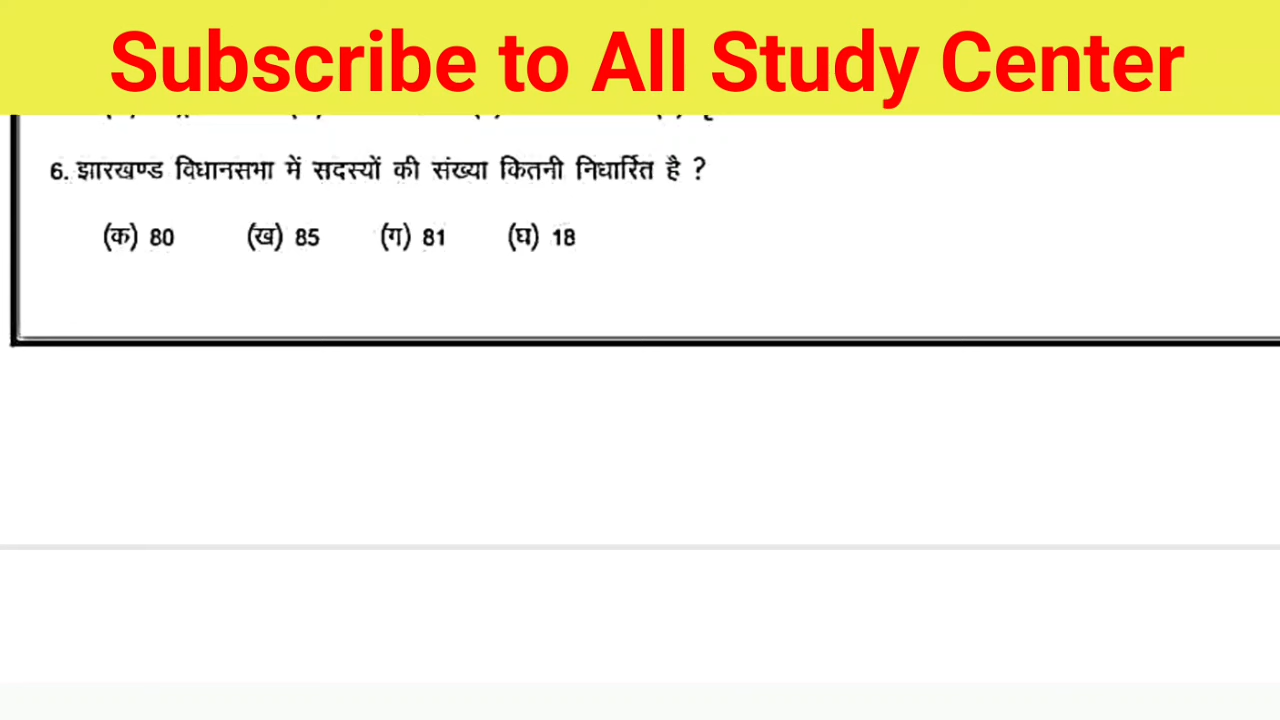 Subscribe to All Study Center
6. झारखण्ड विधानसभा में सदस्यों की संख्या कितनी निधार्रित है ?
(क) 80 (ख) 85 (ग) 81 (घ) 18